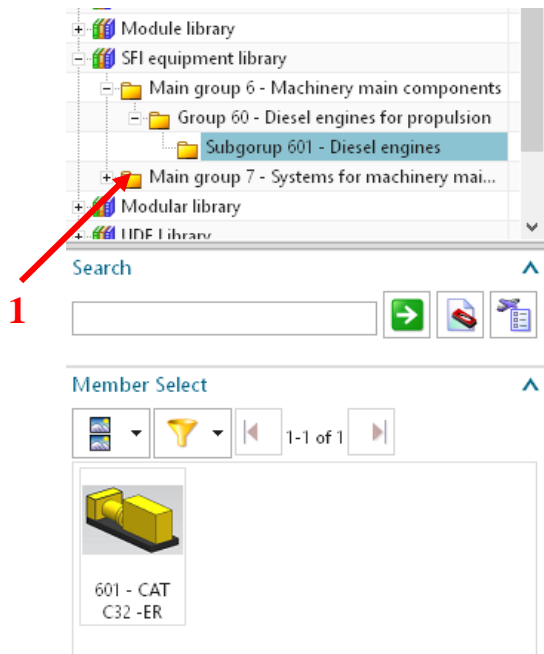 Module library
SFI equipment library
Main group 6 - Machinery main components
Group 60 - Diesel engines for propulsion
Subgorup 601 - Diesel engines
Main group 7 - Systems for machinery mai...
Modular library
UDF Library
1
Search
Member Select
1-1 of 1
601 - CAT
C32 -ER